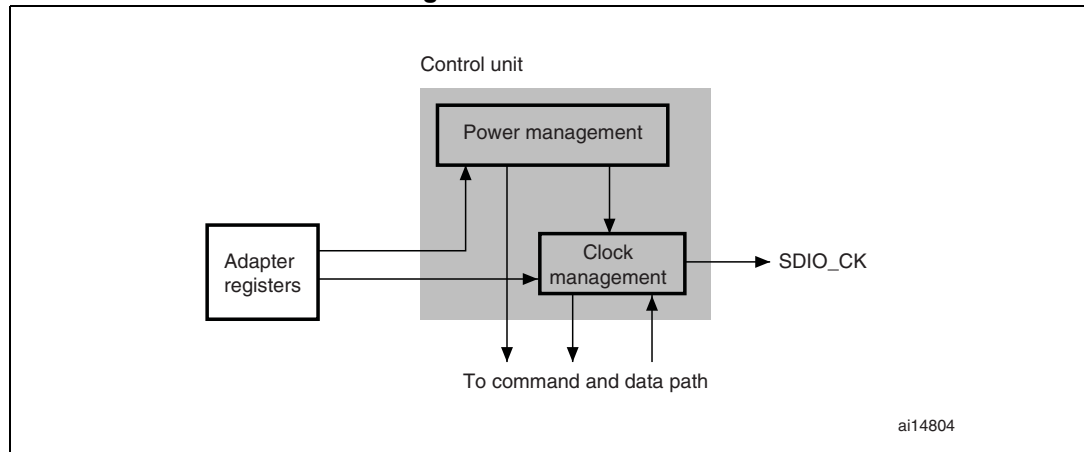 Control unit
Power management
Adapter
registers
Clock
management
SDIO_CK
To command and data path
ai14804